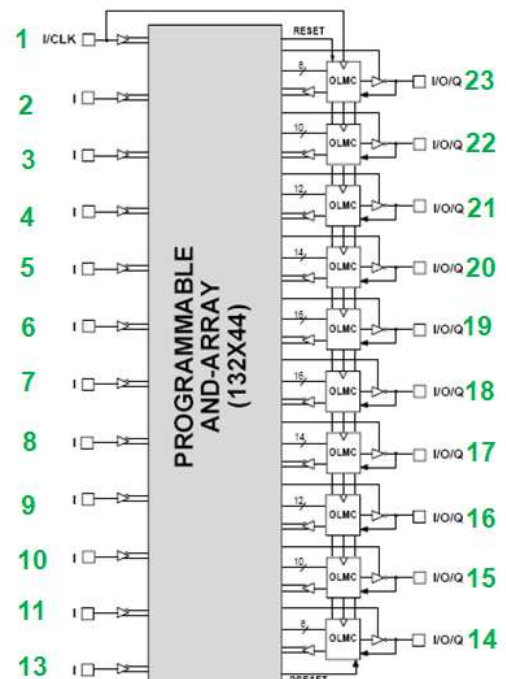 RESET
1 I/CLK
8
OLMC
I/O/Q 23
2 I
10
OLMC
I/O/Q 22
3 I
12
OLMC
I/O/Q 21
4 I
14
OLMC
I/O/Q 20
5 I
16
OLMC
I/O/Q 19
6 I
16
OLMC
I/O/Q 18
7 I
14
OLMC
I/O/Q 17
8 I
12
OLMC
I/O/Q 16
9 I
10
OLMC
I/O/Q 15
10 I
8
OLMC
I/O/Q 14
11 I
13 I
PROGRAMMABLE
AND-ARRAY
(132X44)